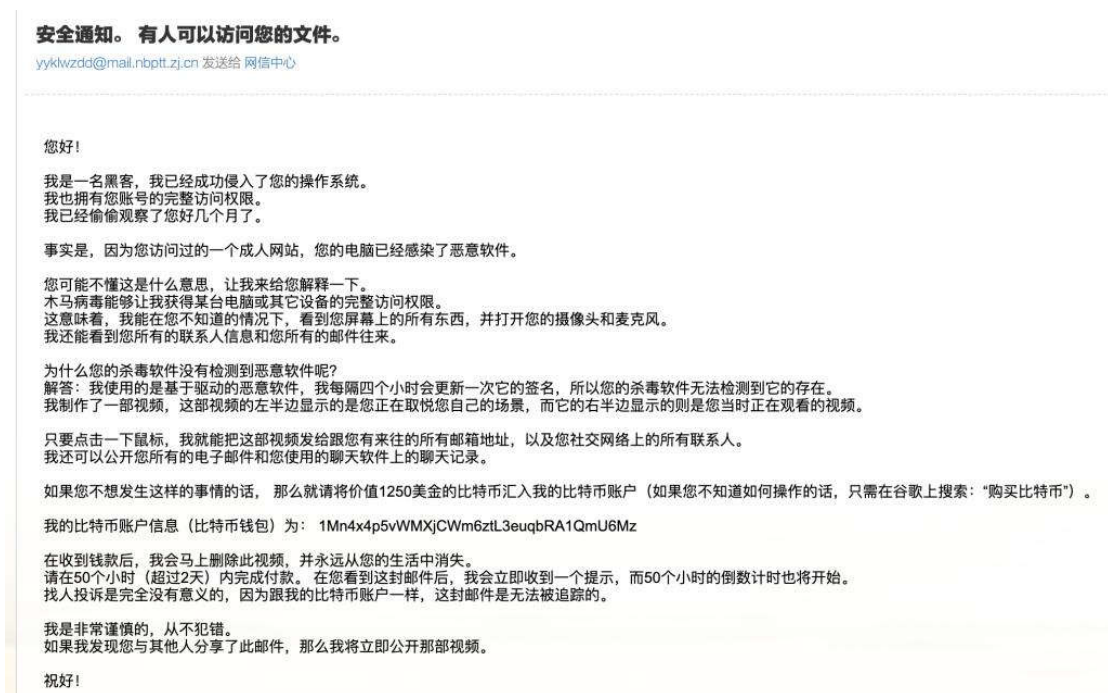 安全通知。 有人可以访问您的文件。
yyklwzdd@mail.nbptt.zj.cn 发送给 网信中心
您好!
我是一名黑客，我已经成功侵入了您的操作系统。
我也拥有您账号的完整访问权限。
我已经偷偷观察了您好几个月了。
事实是，因为您访问过的一个成人网站，您的电脑已经感染了恶意软件。
您可能不懂这是什么意思，让我来给您解释一下。
木马病毒能够让我获得某台电脑或其它设备的完整访问权限。
这意味着，我能在您不知道的情况下，看到您屏幕上的所有东西，并打开您的摄像头和麦克风。
我还能看到您所有的联系人信息和您所有的邮件往来。
为什么您的杀毒软件没有检测到恶意软件呢?
解答：我使用的是基于驱动的恶意软件，我每隔四个小时会更新一次它的签名，所以您的杀毒软件无法检测到它的存在。
我制作了一部视频，这部视频的左半边显示的是您正在取悦您自己的场景，而它的右半边显示的则是您当时正在观看的视频。
只要点击一下鼠标，我就能把这部视频发给跟您有来往的所有邮箱地址，以及您社交网络上的所有联系人。
我还可以公开您所有的电子邮件和您使用的聊天软件上的聊天记录。
如果您不想发生这样的事情的话， 那么就请将价值1250美金的比特币汇入我的比特币账户（如果您不知道如何操作的话，只需在谷歌上搜索：“购买比特币”）。
我的比特币账户信息（比特币钱包）为： 1Mn4x4p5vWMXjCWm6ztL3euqbRA1QmU6Mz
在收到钱款后，我会马上删除此视频，并永远从您的生活中消失。
请在50个小时（超过2天）内完成付款。 在您看到这封邮件后，我会立即收到一个提示，而50个小时的倒数计时也将开始。
找人投诉是完全没有意义的，因为跟我的比特币账户一样，这封邮件是无法被追踪的。
我是非常谨慎的，从不犯错。
如果我发现您与其他人分享了此邮件，那么我将立即公开那部视频。
祝好!